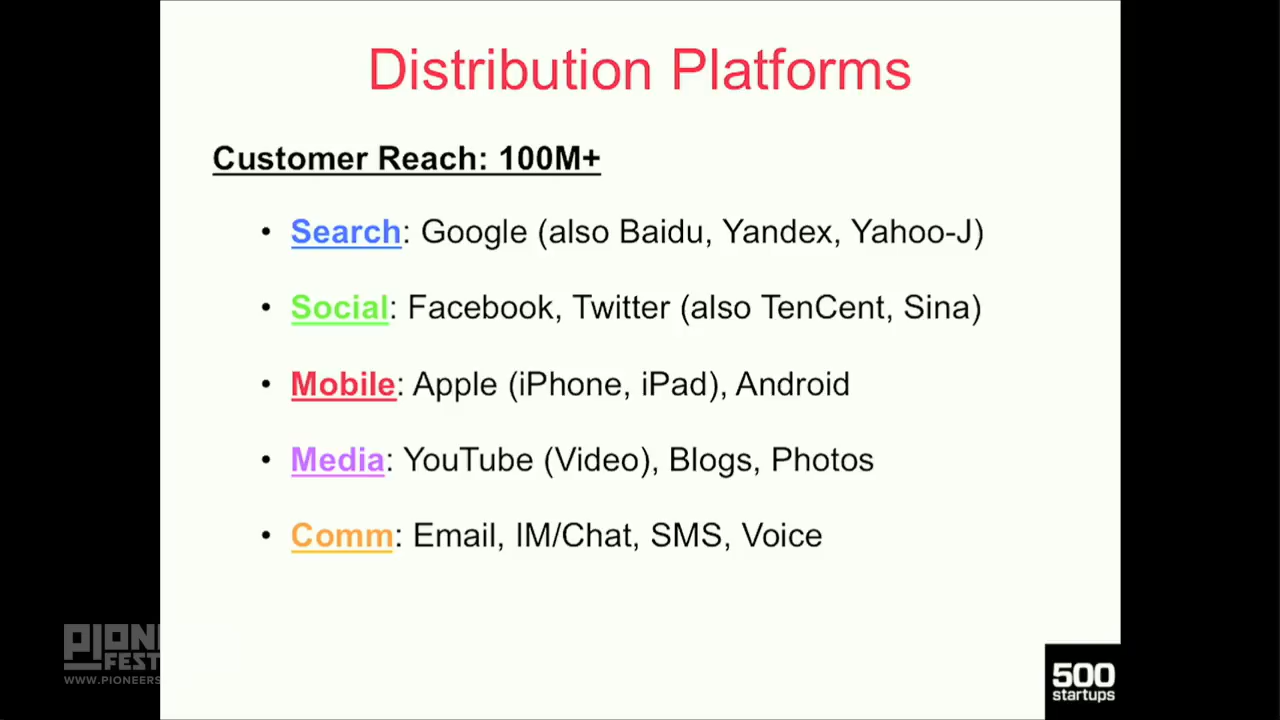 Distribution Platforms
Customer Reach: 100M+
• Search: Google (also Baidu, Yandex, Yahoo-J)
• Social: Facebook, Twitter (also TenCent, Sina)
• Mobile: Apple (iPhone, iPad), Android
• Media: YouTube (Video), Blogs, Photos
• Comm: Email, IM/Chat, SMS, Voice
PIONE
FEST
WWW.PIONEERS
500
startups